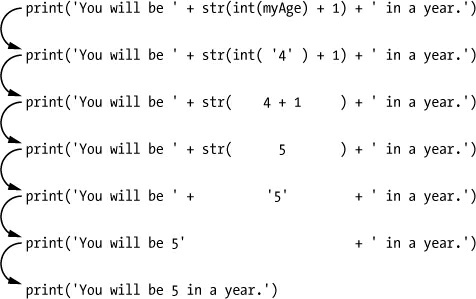 print('You will be ' + str(int(myAge) + 1) + ' in a year.')
print('You will be ' + str(int( '4' ) + 1) + ' in a year.')
print('You will be ' + str(    4 + 1     ) + ' in a year.')
print('You will be ' + str(      5       ) + ' in a year.')
print('You will be ' +          '5'         + ' in a year.')
print('You will be 5'                       + ' in a year.')
print('You will be 5 in a year.')